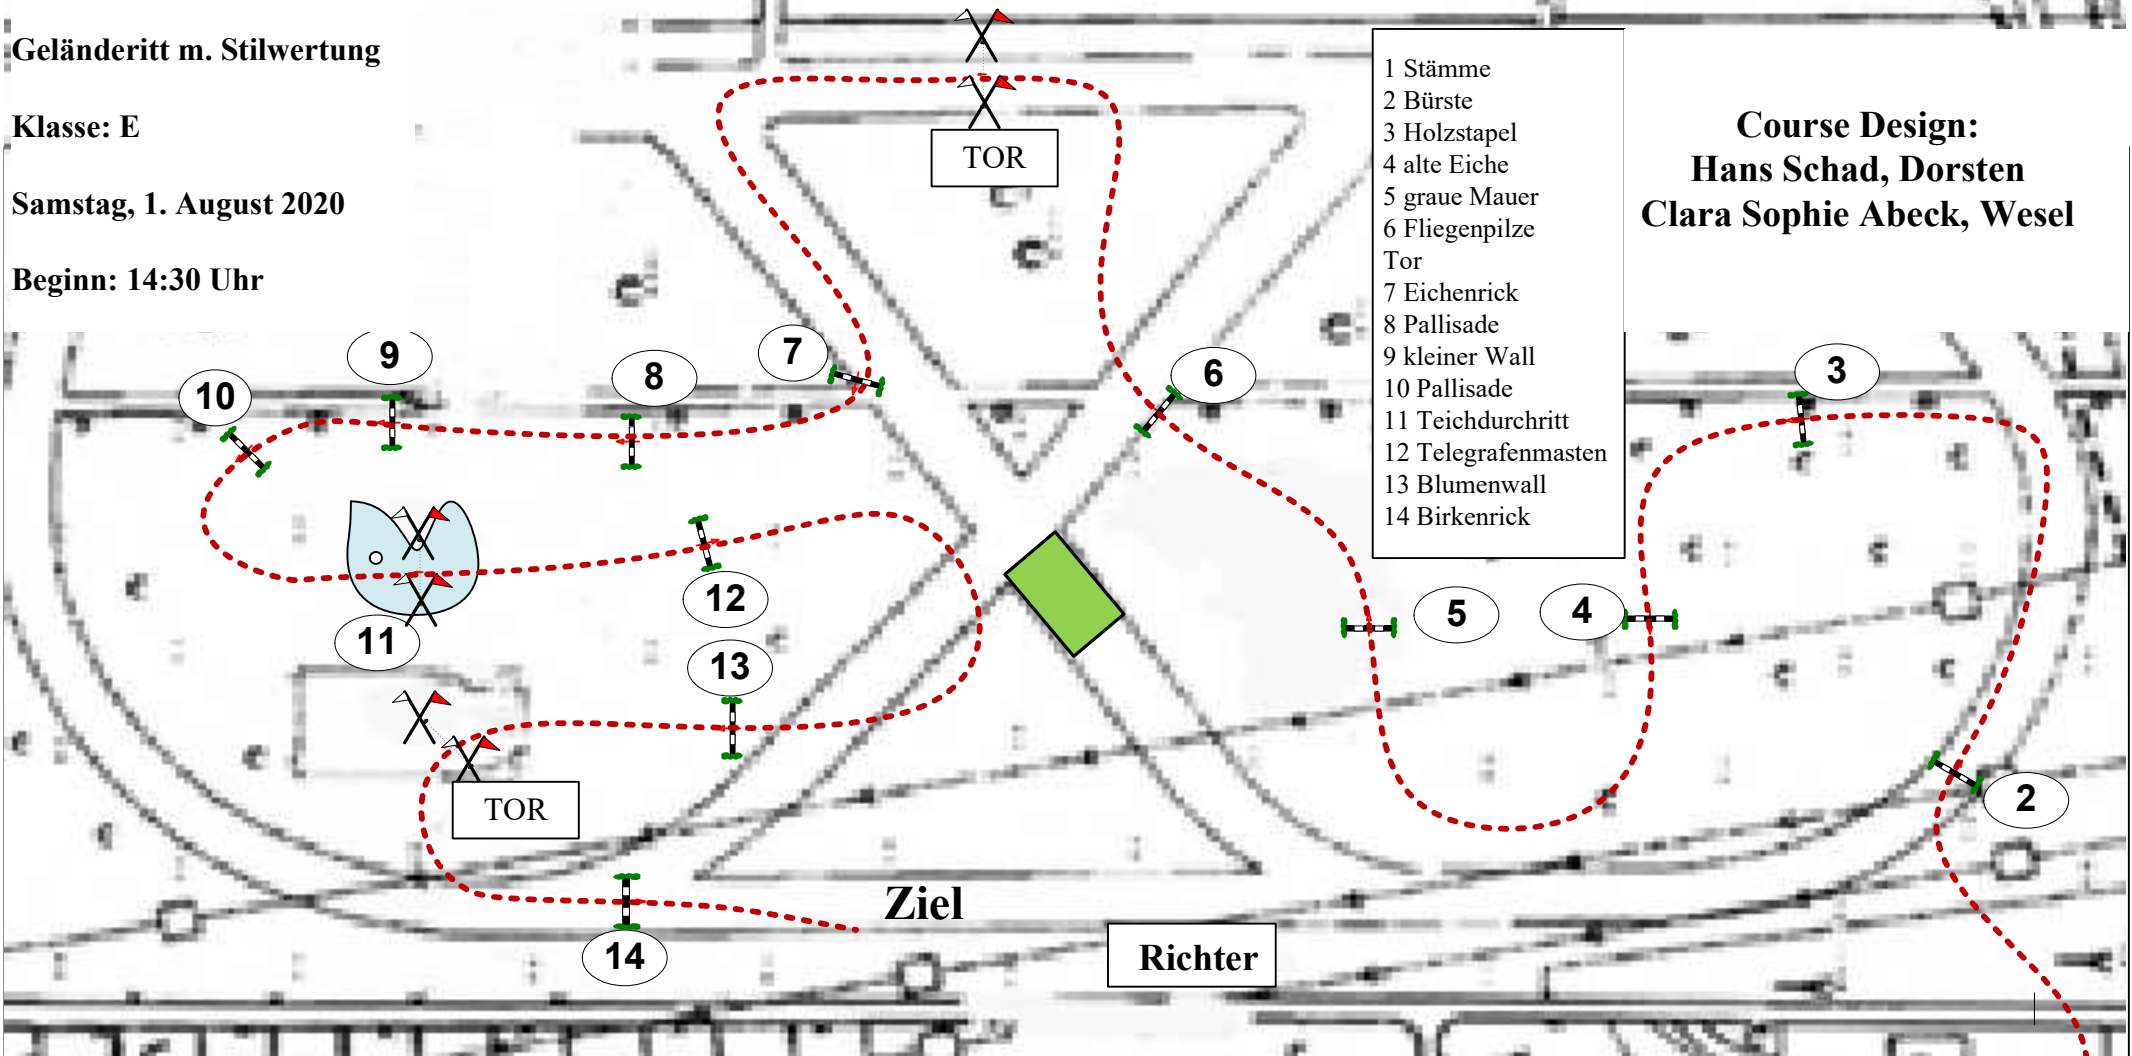 Geländeritt m. Stilwertung
Klasse: E
Samstag, 1. August 2020
Beginn: 14:30 Uhr
TOR
1 Stämme
2 Bürste
3 Holzstapel
4 alte Eiche
5 graue Mauer
6 Fliegenpilze
Tor
7 Eichenrick
8 Pallisade
9 kleiner Wall
10 Pallisade
11 Teichdurchritt
12 Telegrafenmasten
13 Blumenwall
14 Birkenrick
Course Design:
Hans Schad, Dorsten
Clara Sophie Abeck, Wesel
9
10
8
7
6
3
12
11
13
5
4
2
TOR
14
Ziel
Richter